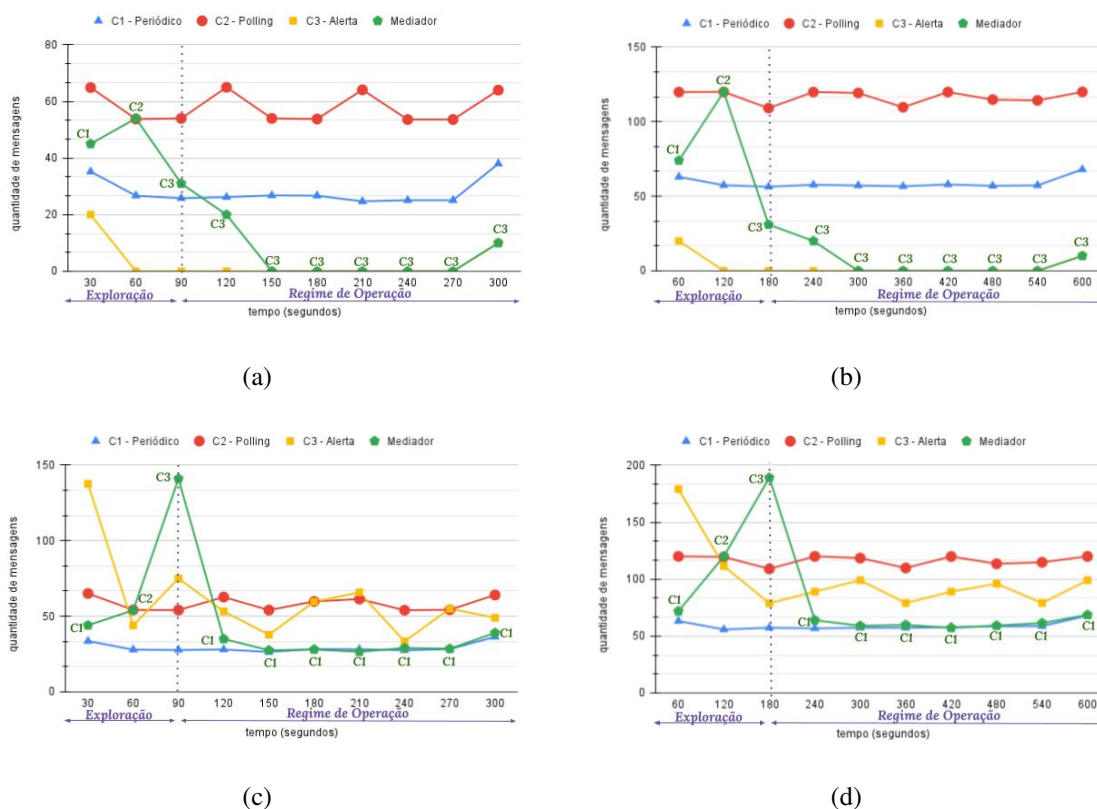 C1 - Periódico C2 - Polling C3 - Alerta Mediador
quantidade de mensagens
80
60
40
20
0
C1
C2
C3
C3
C3
C3
C3
C3
C3
C3
30 60 90 120 150 180 210 240 270 300
Exploração Regime de Operação
tempo (segundos)
(a)
C1 - Periódico C2 - Polling C3 - Alerta Mediador
quantidade de mensagens
150
100
50
0
C1
C2
C3
C3
C3
C3
C3
C3
C3
C3
60 120 180 240 300 360 420 480 540 600
Exploração Regime de Operação
tempo (segundos)
(b)
C1 - Periódico C2 - Polling C3 - Alerta Mediador
quantidade de mensagens
150
100
50
0
C1
C2
C3
C1
C1
C1
C1
C1
C1
C1
30 60 90 120 150 180 210 240 270 300
Exploração Regime de Operação
tempo (segundos)
(c)
C1 - Periódico C2 - Polling C3 - Alerta Mediador
quantidade de mensagens
200
150
100
50
0
C1
C2
C3
C1
C1
C1
C1
C1
C1
C1
60 120 180 240 300 360 420 480 540 600
Exploração Regime de Operação
tempo (segundos)
(d)